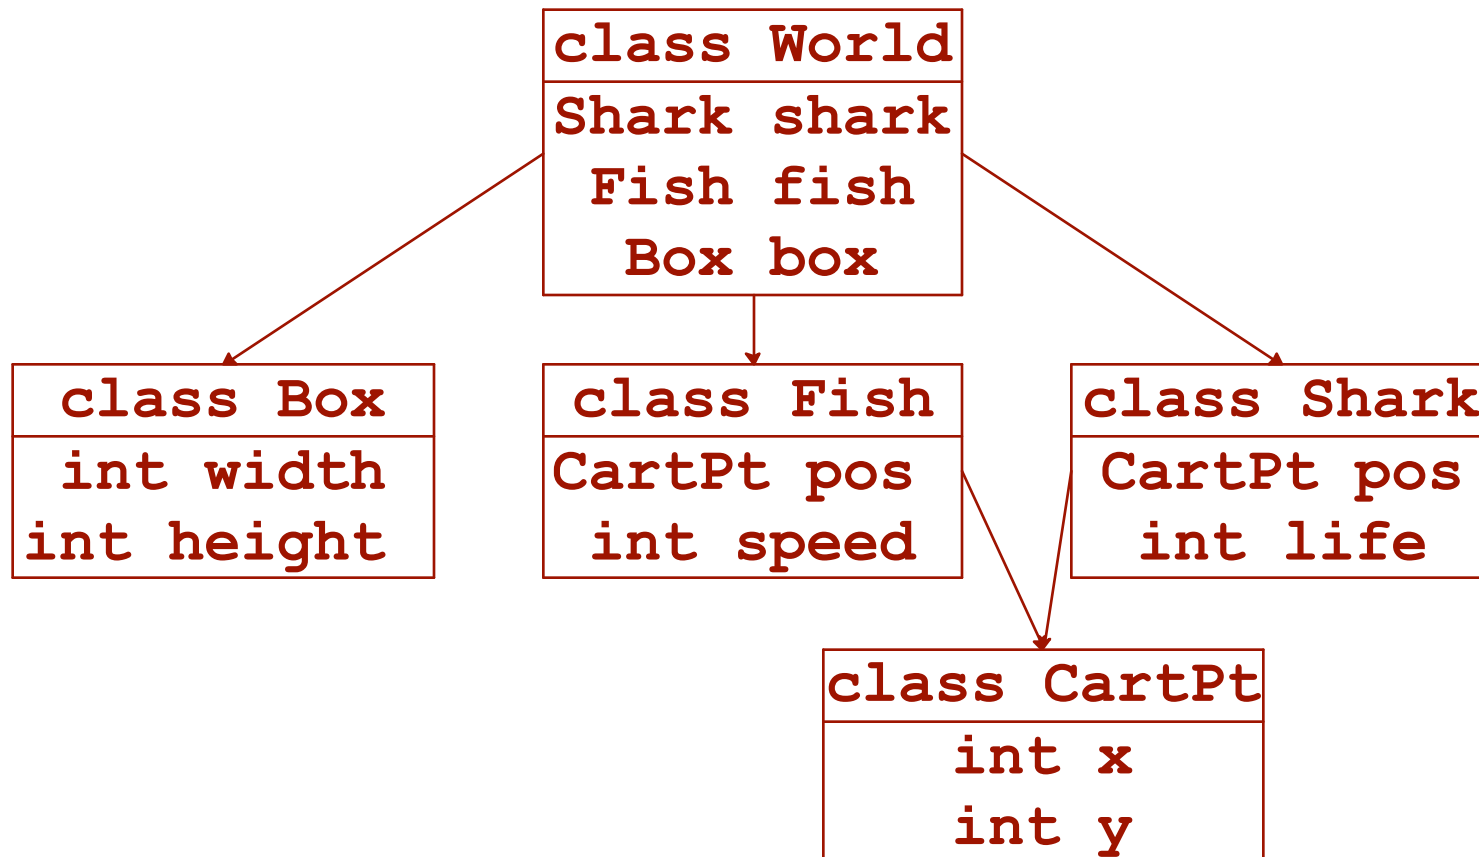 class World
Shark shark
Fish fish
Box box
class Box
int width
int height
class Fish
CartPt pos
int speed
class Shark
CartPt pos
int life
class CartPt
int x
int y